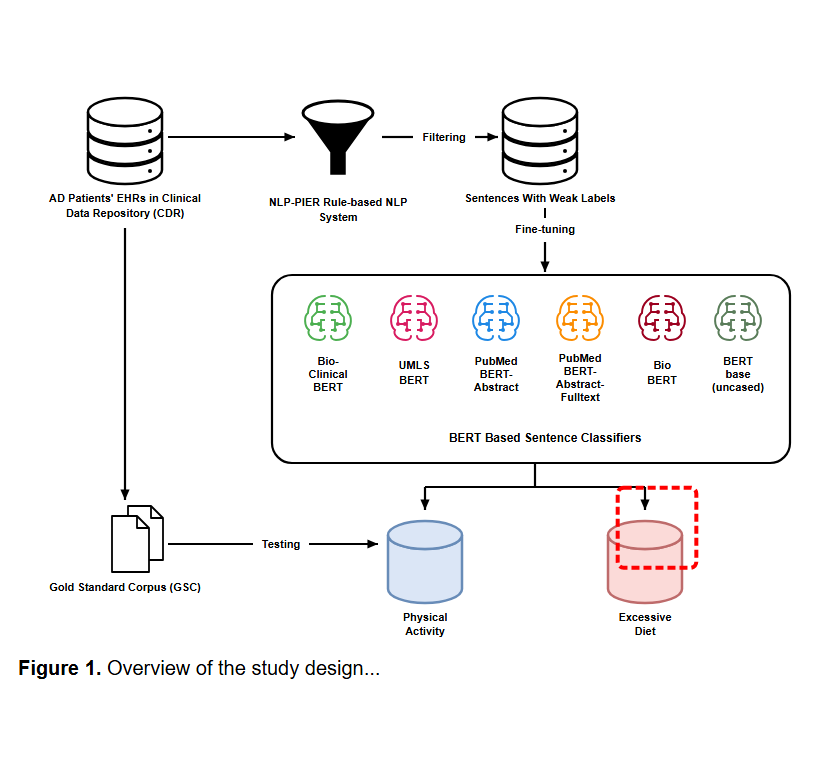 AD Patients' EHRs in Clinical
Data Repository (CDR)
NLP-PIER Rule-based NLP
System
Filtering
Sentences With Weak Labels
Fine-tuning
Bio-
Clinical
BERT
UMLS
BERT
PubMed
BERT-
Abstract
PubMed
BERT-
Abstract-
Fulltext
Bio
BERT
BERT
base
(uncased)
BERT Based Sentence Classifiers
Gold Standard Corpus (GSC)
Testing
Physical
Activity
Excessive
Diet
Figure 1. Overview of the study design...